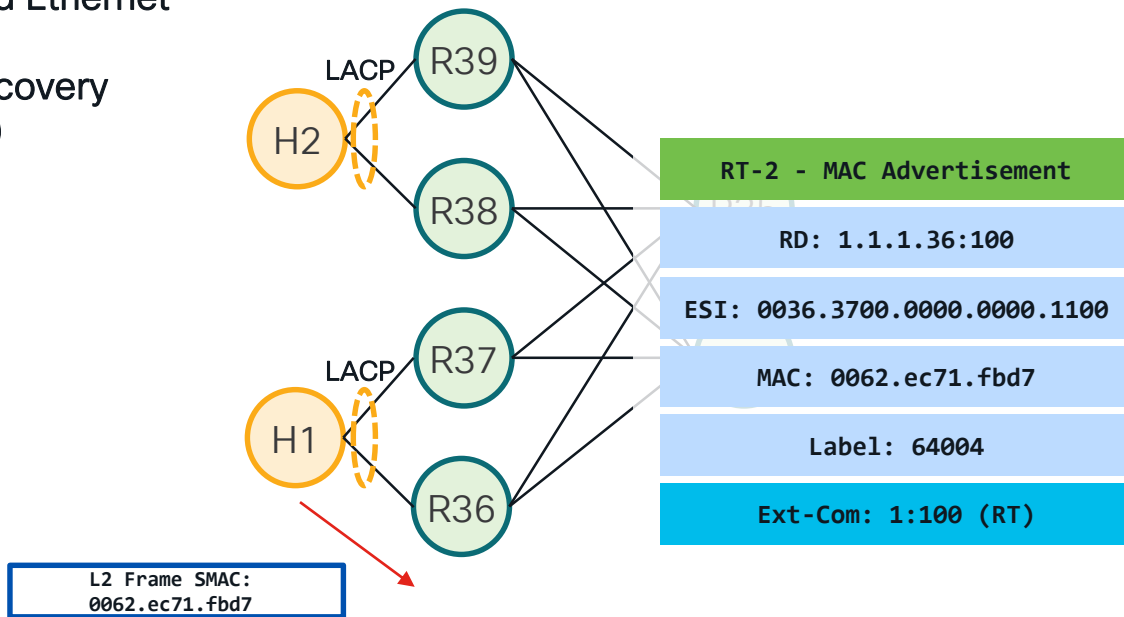 d Ethernet
covery
)
LACP
R39
H2
R38
LACP
R37
H1
R36
L2 Frame SMAC:
0062.ec71.fbd7
RT-2 - MAC Advertisement
RD: 1.1.1.36:100
ESI: 0036.3700.0000.0000.1100
MAC: 0062.ec71.fbd7
Label: 64004
Ext-Com: 1:100 (RT)